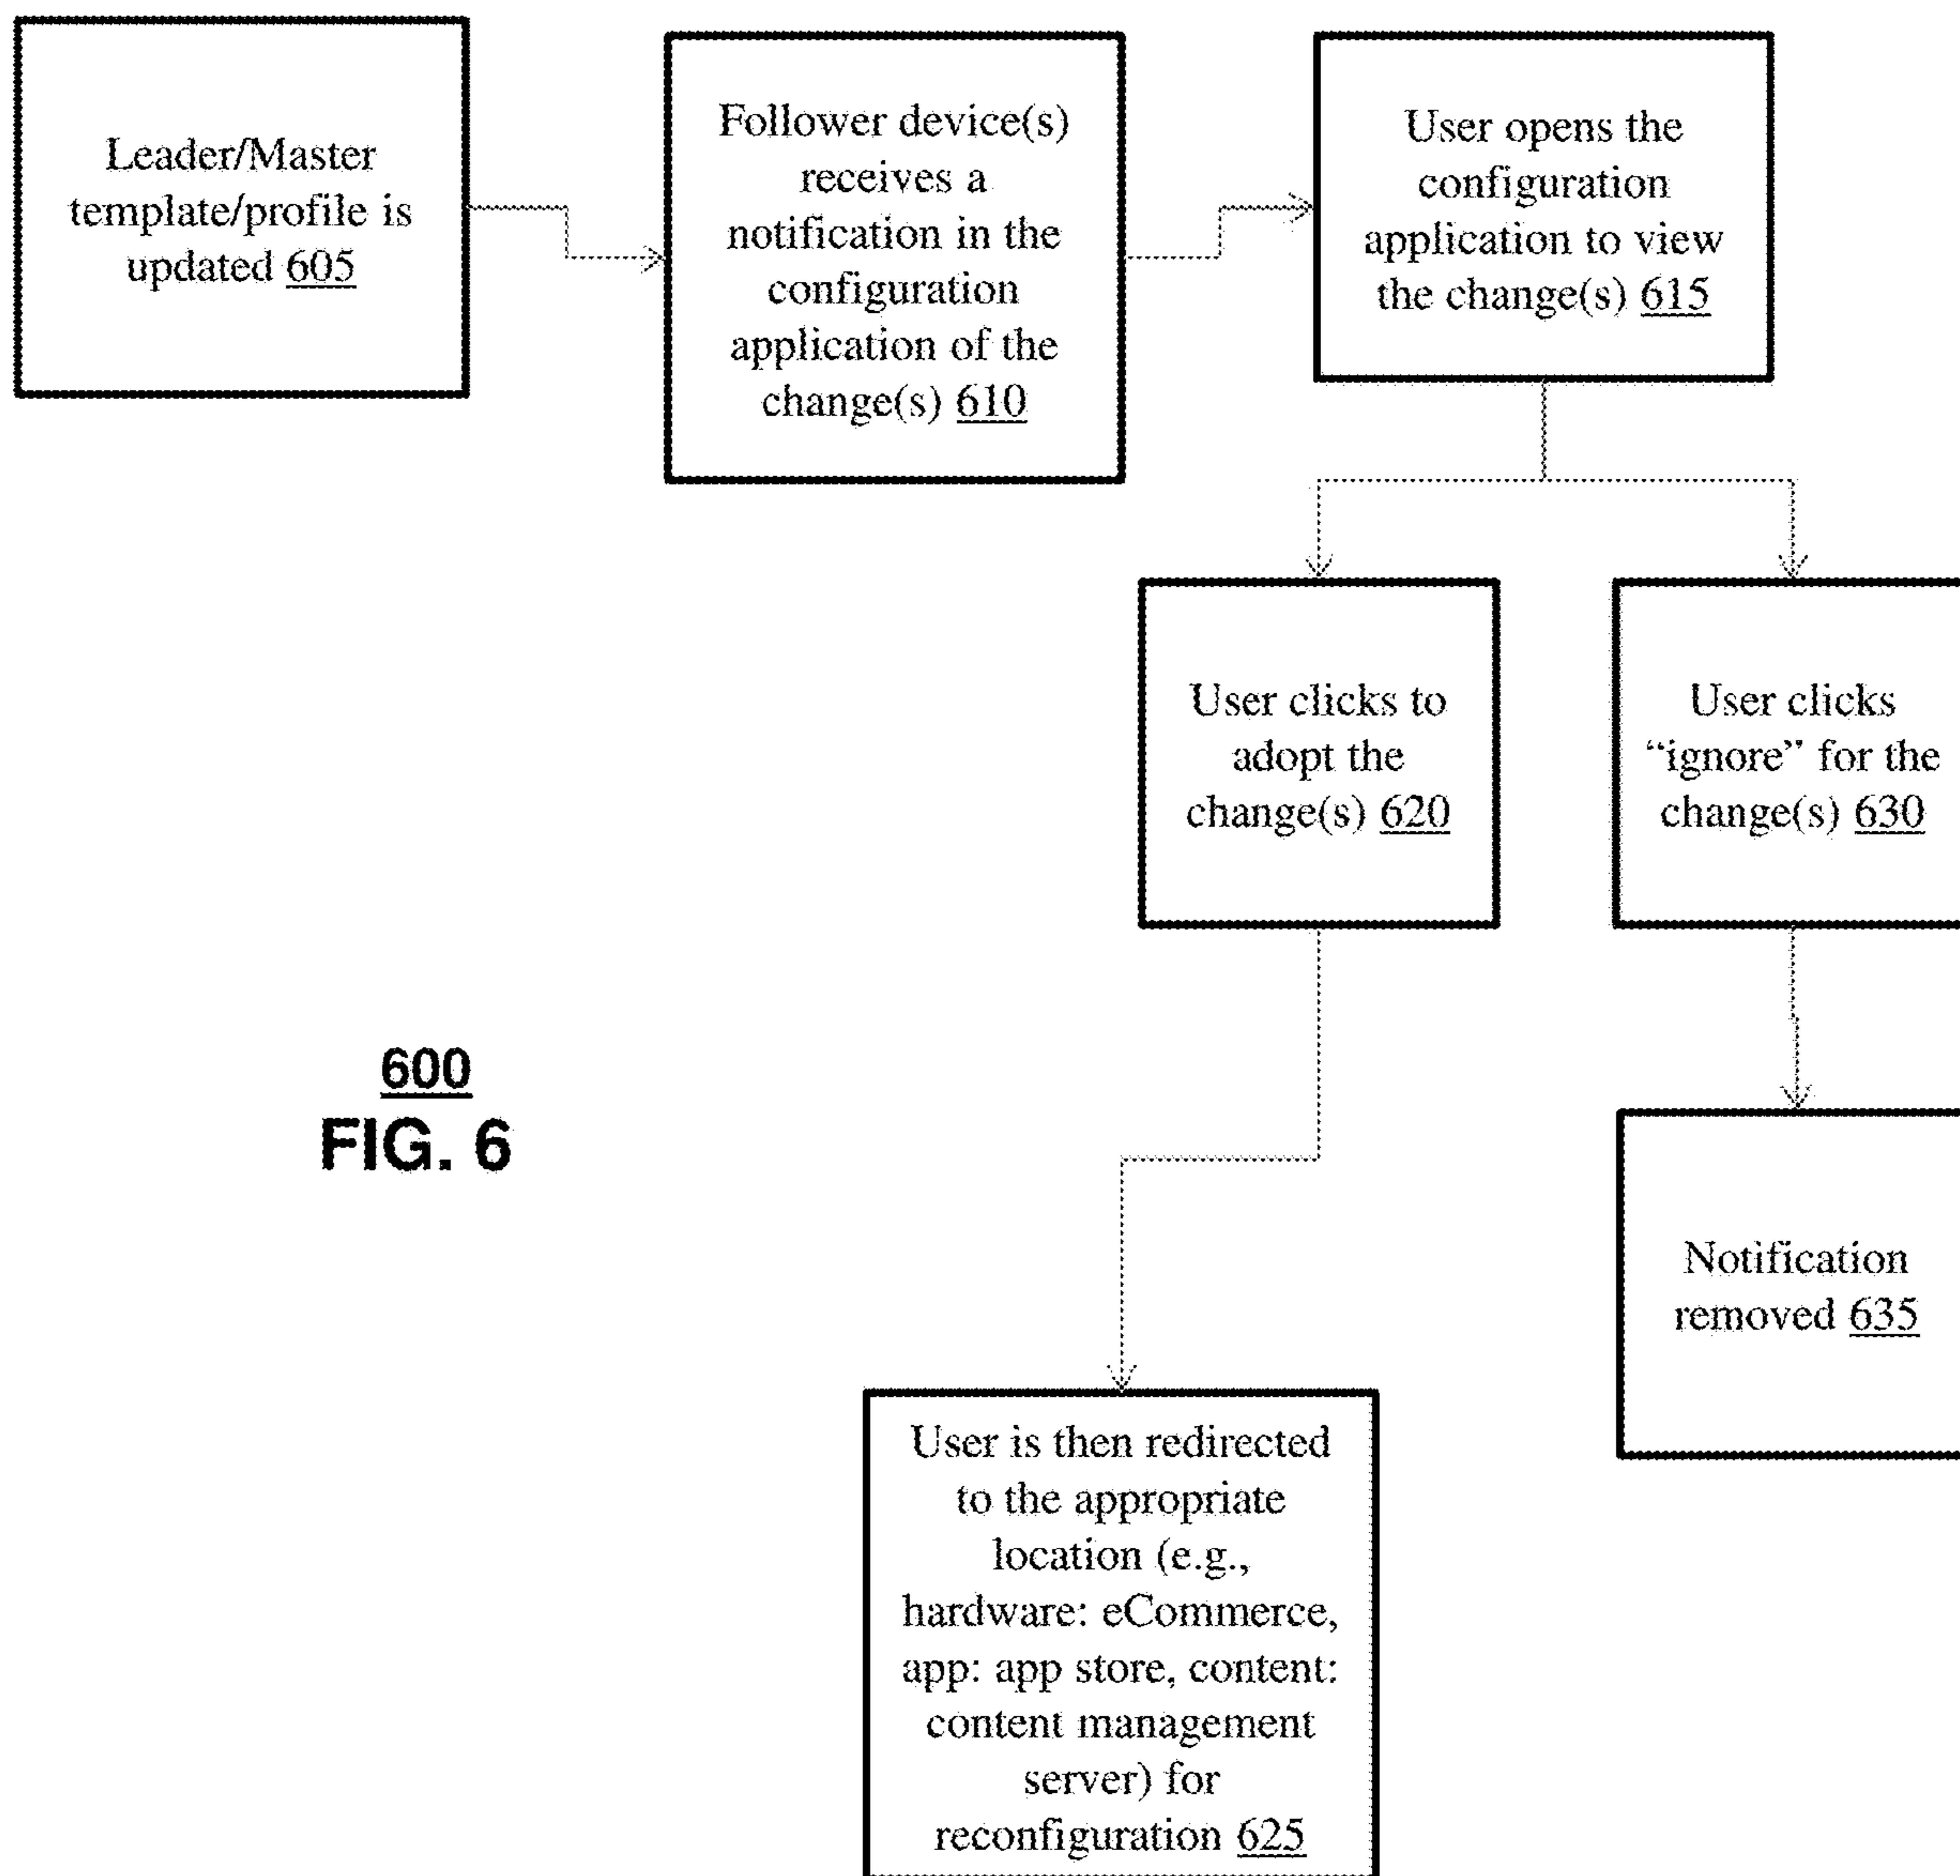 Leader/Master
template/profile is
updated 605
Follower device(s)
receives a
notification in the
configuration
application of the
change(s) 610
User opens the
configuration
application to view
the change(s) 615
User clicks to
adopt the
change(s) 620
User clicks
“ignore” for the
change(s) 630
600
FIG. 6
Notification
removed 635
User is then redirected
to the appropriate
location (e.g.,
hardware: eCommerce,
app: app store, content:
content management
server) for
reconfiguration 625